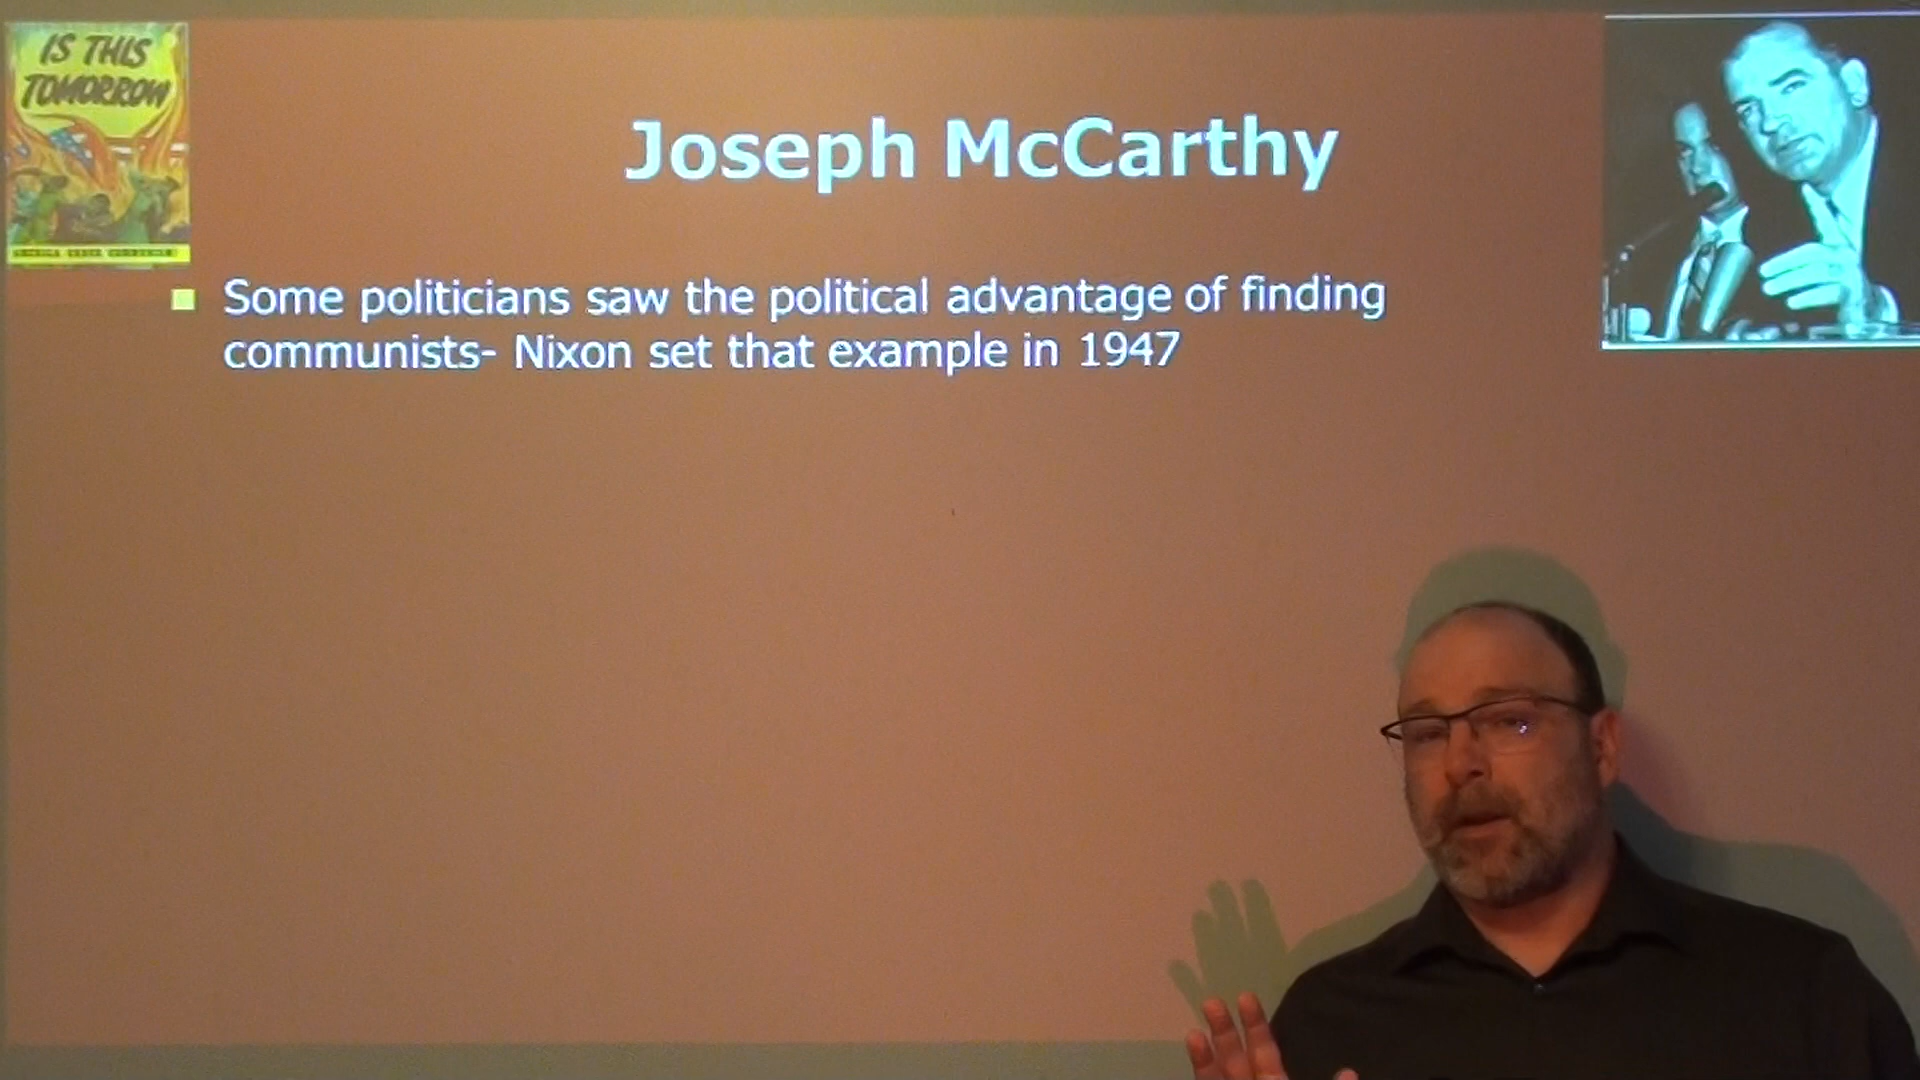 IS THIS
TOMORROW
Joseph McCarthy
Some politicians saw the political advantage of finding
communists- Nixon set that example in 1947